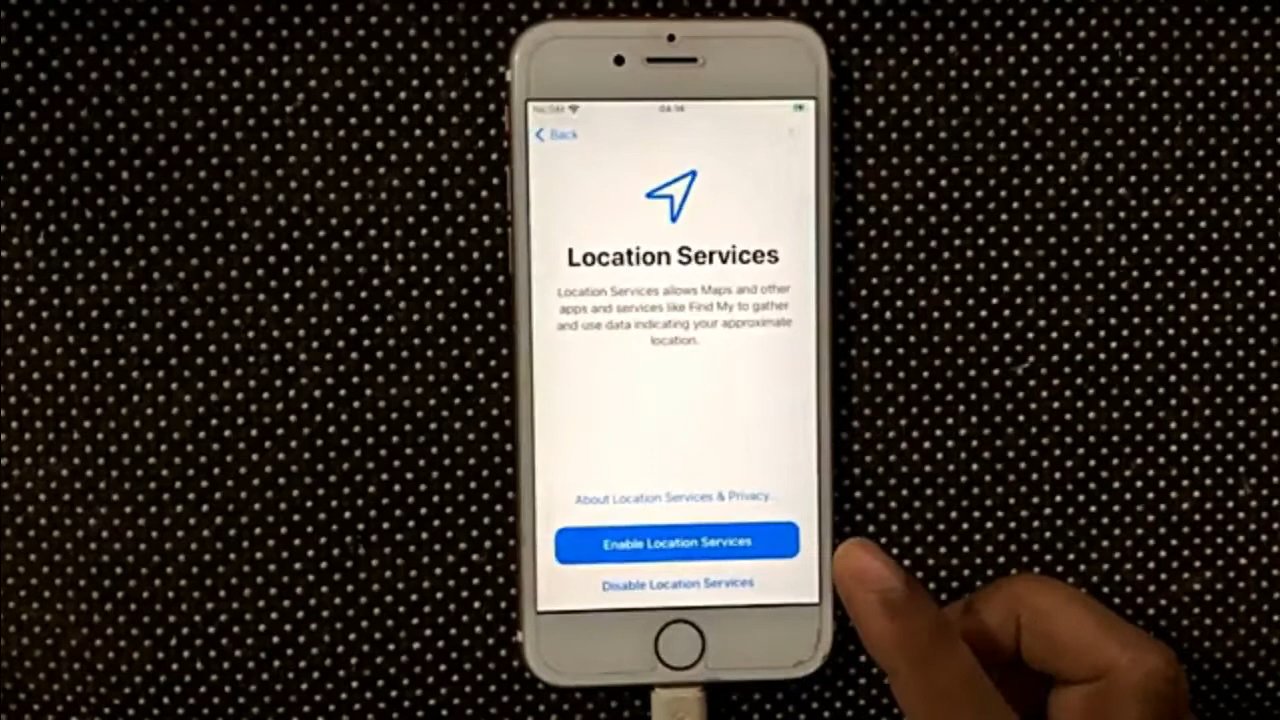 Back
Location Services
Location Services allows Maps and other
apps and services like Find My to gather
and use data indicating your approximate
location.
About Location Services & Privacy...
Enable Location Services
Disable Location Services